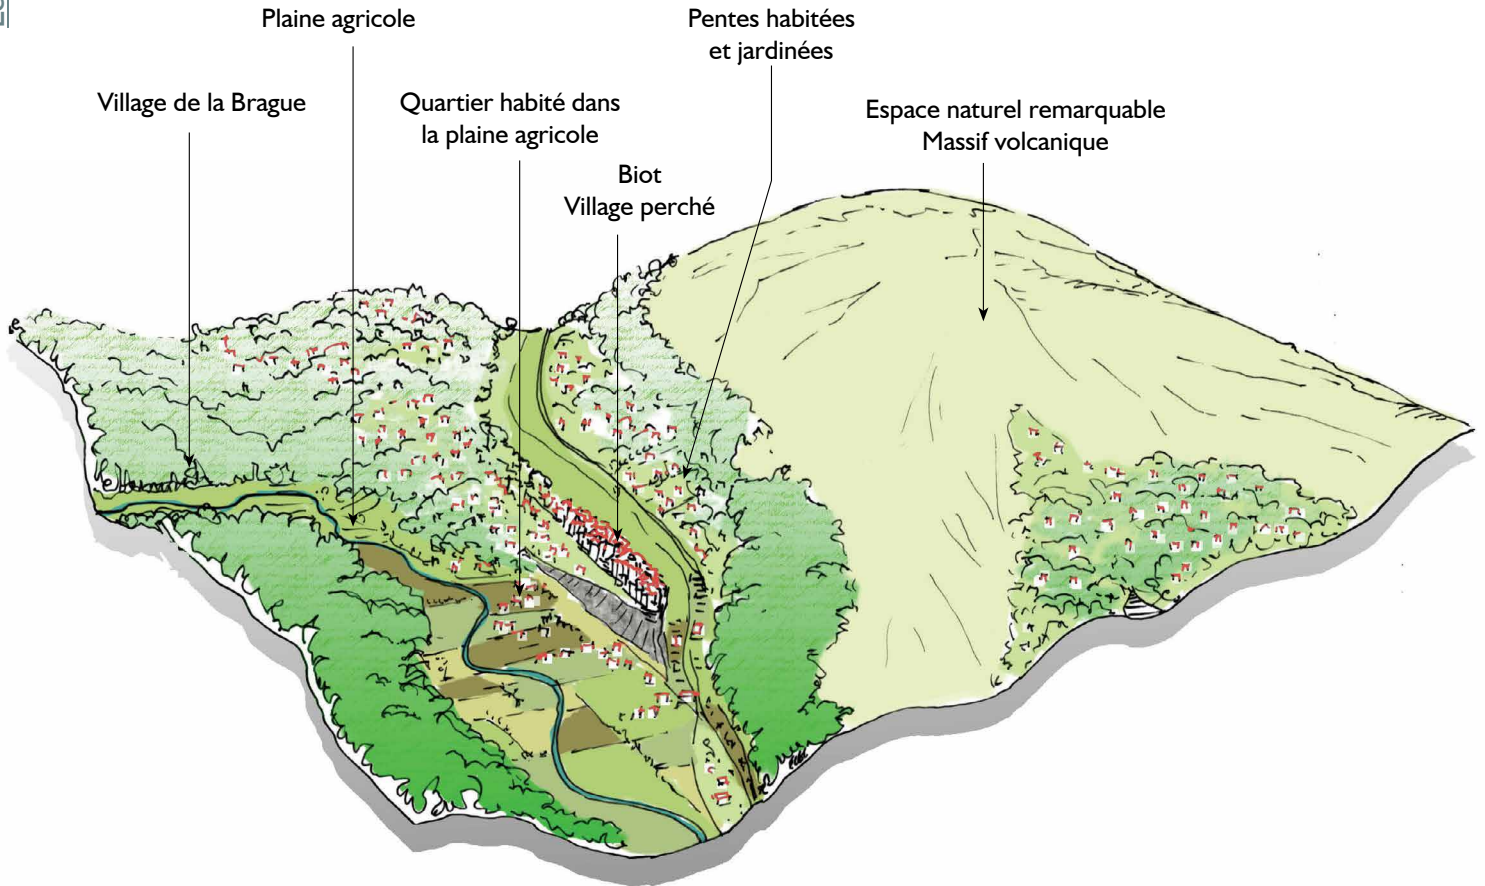 Plaine agricole
Pentes habitées
et jardinées
Village de la Brague
Quartier habité dans
la plaine agricole
Espace naturel remarquable
Massif volcanique
Biot
Village perché